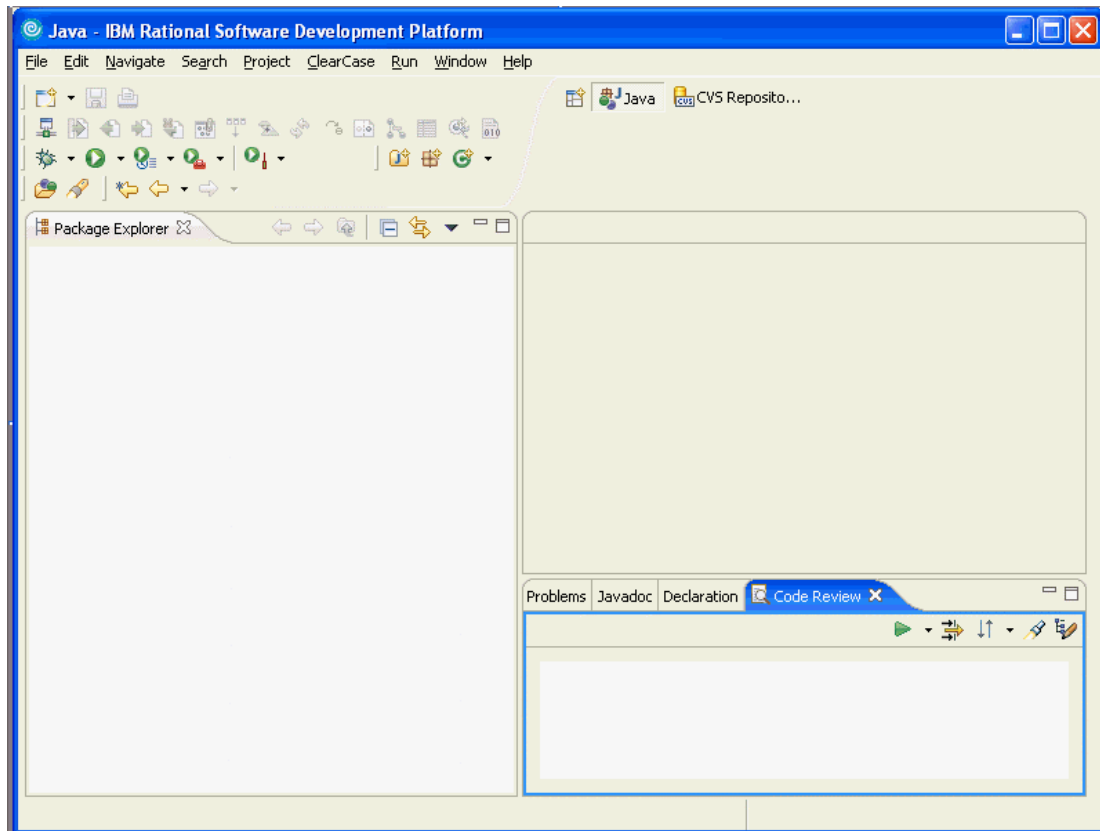 Java - IBM Rational Software Development Platform
File Edit Navigate Search Project ClearCase Run Window Help
Java CVS Reposito...
010
Package Explorer
Problems Javadoc Declaration Code Review